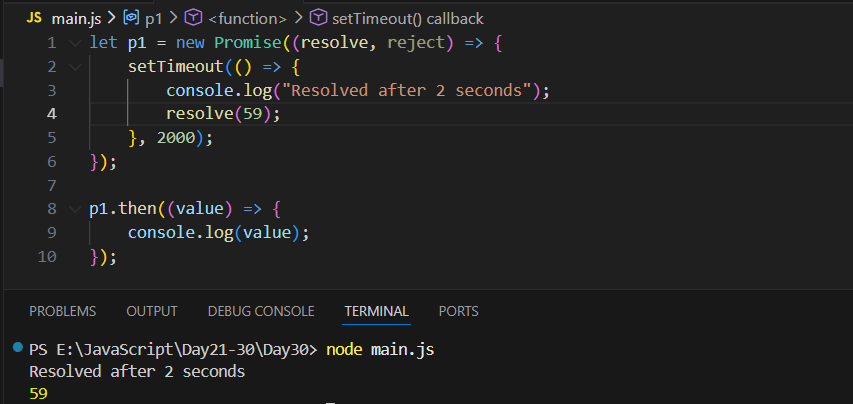 JS main.js > p1 > <function> > setTimeout() callback
1 let p1 = new Promise((resolve, reject) => {
2     setTimeout(() => {
3         console.log("Resolved after 2 seconds");
4         resolve(59);
5     }, 2000);
6 });
7
8 p1.then((value) => {
9     console.log(value);
10 });
PROBLEMS OUTPUT DEBUG CONSOLE TERMINAL PORTS
PS E:\JavaScript\Day21-30\Day30> node main.js
Resolved after 2 seconds
59